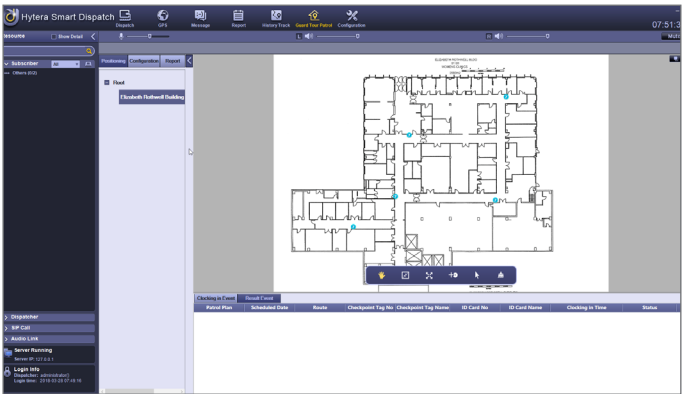 Hytera Smart Dispatch
Dispatch
GPS
Message
Report
History Track
Guard Tour Patrol
Configuration
07:51:3
Resource
Show Detail
L
R
MUTE
Subscriber
All
Others (0/2)
Positioning
Configuration
Report
Root
Elizabeth Rothwell Building
ELIZABETH ROTHWELL BLDG
Clocking in Event
Result Event
Patrol Plan
Scheduled Date
Route
Checkpoint Tag No
Checkpoint Tag Name
ID Card No
ID Card Name
Clocking in Time
Status
Dispatcher
SIP Call
Audio Link
Server Running
Server IP: 127.0.0.1
Login Info
Dispatcher: administrator()
Login time: 2018-03-28 07:49:16